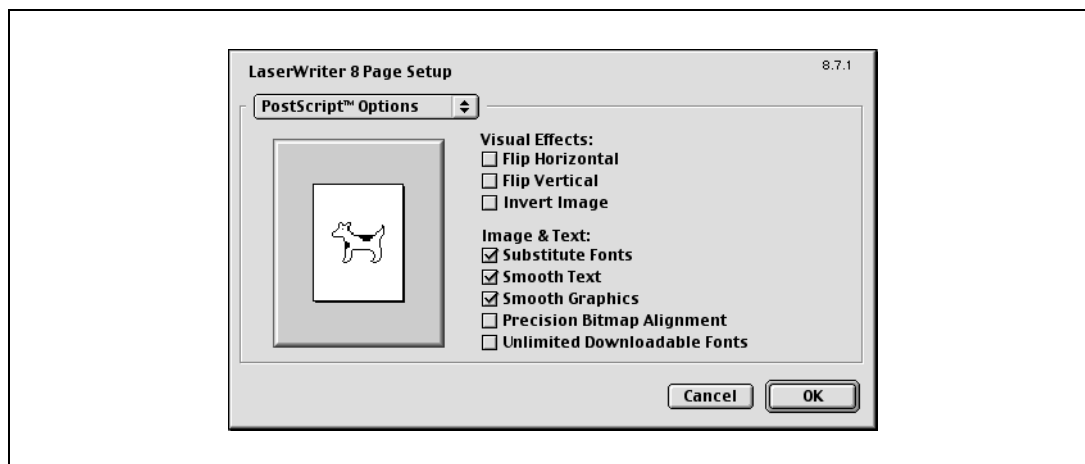 LaserWriter 8 Page Setup
8.7.1
PostScript™ Options
Visual Effects:
Flip Horizontal
Flip Vertical
Invert Image
Image & Text:
Substitute Fonts
Smooth Text
Smooth Graphics
Precision Bitmap Alignment
Unlimited Downloadable Fonts
Cancel
OK